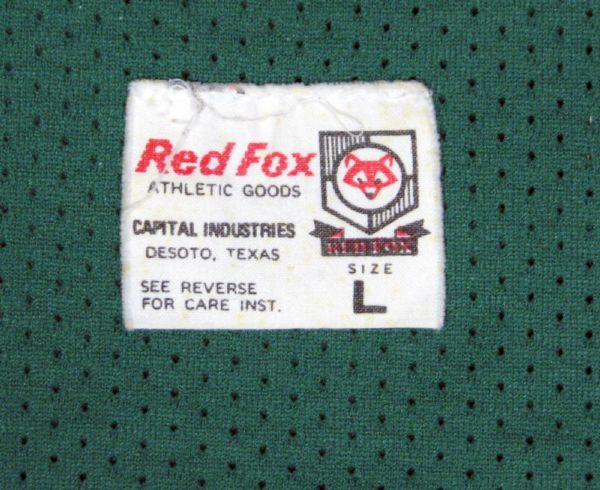 Red Fox
ATHLETIC GOODS
CAPITAL INDUSTRIES
DESOTO, TEXAS
SEE REVERSE
FOR CARE INST.
RED FOX
SIZE
L